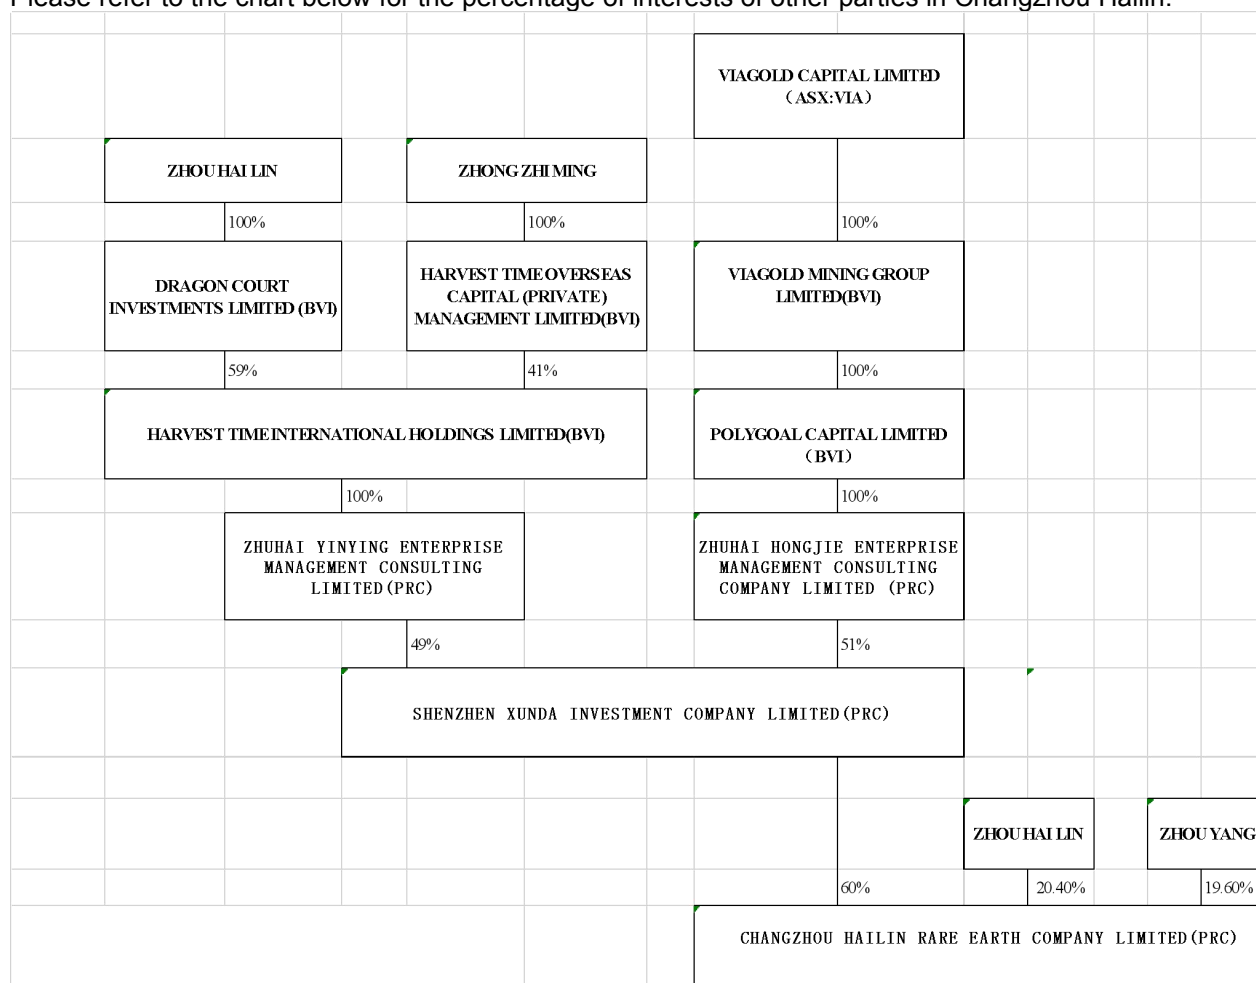 Please refer to the chart below for the percentage of interests of other parties in Changzhou Hailin.
VIAGOLD CAPITAL LIMITED
（ASX:VIA）
ZHOU HAI LIN
ZHONG ZHI MING
100%
100%
100%
DRAGON COURT
INVESTMENTS LIMITED (BVI)
HARVEST TIME OVERSEAS
CAPITAL (PRIVATE)
MANAGEMENT LIMITED(BVI)
VIAGOLD MINING GROUP
LIMITED(BVI)
59%
41%
100%
HARVEST TIME INTERNATIONAL HOLDINGS LIMITED(BVI)
POLYGOAL CAPITAL LIMITED
（BVI）
100%
100%
ZHUHAI YINYING ENTERPRISE
MANAGEMENT CONSULTING
LIMITED(PRC)
ZHUHAI HONGJIE ENTERPRISE
MANAGEMENT CONSULTING
COMPANY LIMITED (PRC)
49%
51%
SHENZHEN XUNDA INVESTMENT COMPANY LIMITED(PRC)
ZHOU HAI LIN
ZHOU YANG
60%
20.40%
19.60%
CHANGZHOU HAILIN RARE EARTH COMPANY LIMITED(PRC)